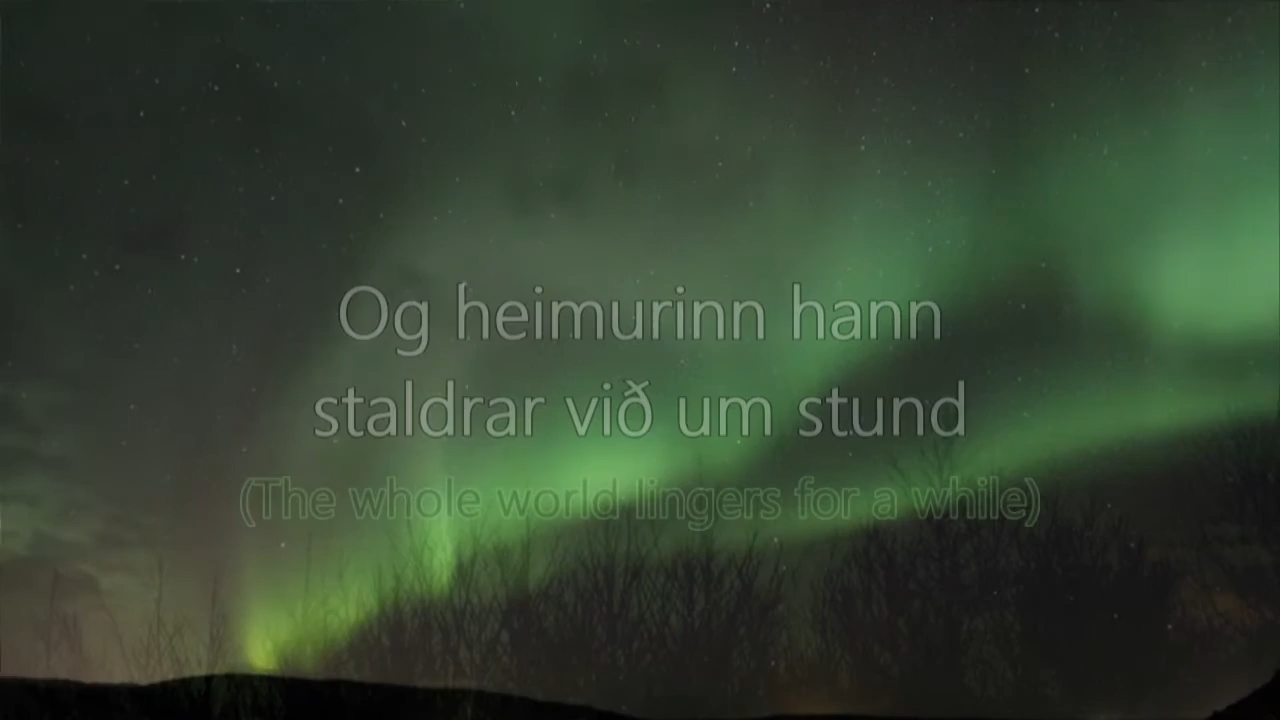 Og heimurinn hann
staldrar við um stund
(The whole world lingers for a while)